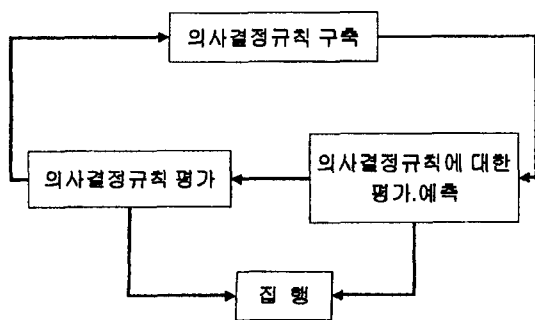 의사결정규칙 구축
의사결정규칙 평가
의사결정규칙에 대한
평가.예측
집 행